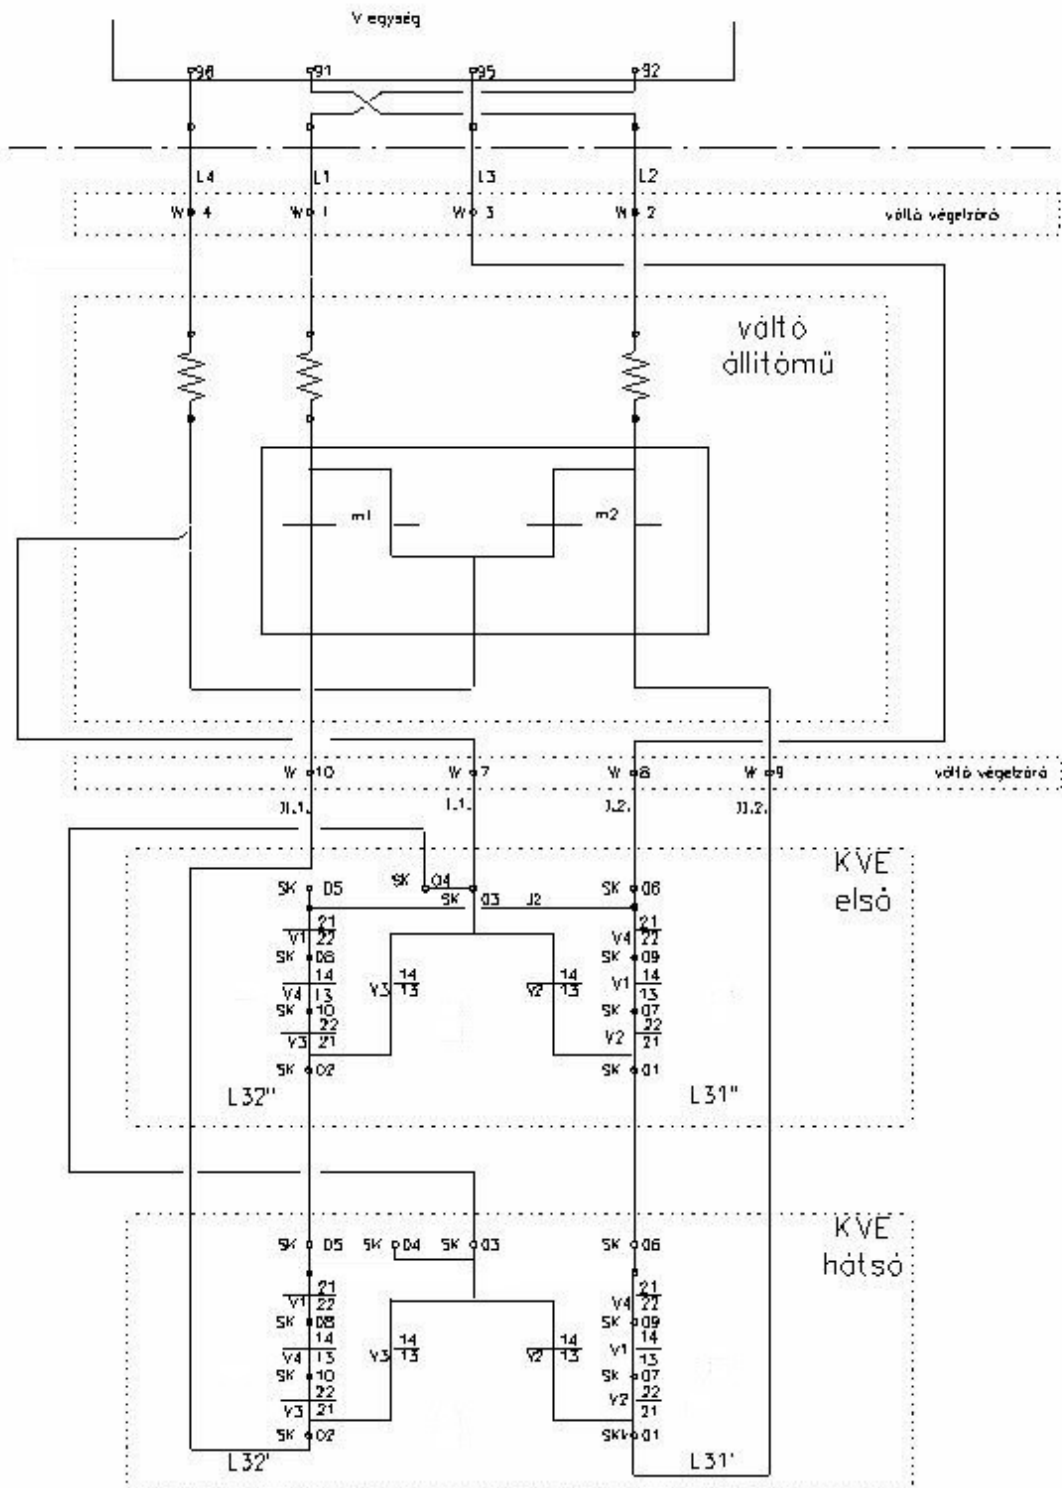 V egység
96 91 95 92
L4 L1 L3 L2
W 4 W 1 W 3 W 2 váltó végelzáró
váltó
állítómű
m1 m2
W 10 W 7 W 8 W 9 váltó végelzáró
II.1. I.1. I.2. II.2.
KVE
első
SK 04
SK 05 SK 03 J2 SK 06
V1 21 22 V4 21 22
SK 08 SK 09
V4 14 13 V3 14 13 V2 14 13 V1 14 13
SK 10 SK 07
V3 22 21 V2 22 21
SK 02 SK 01
L32" L31"
KVE
hátsó
SK 05 SK 04 SK 03 SK 06
V1 21 22 V4 21 22
SK 08 SK 09
V4 14 13 V3 14 13 V2 14 13 V1 14 13
SK 10 SK 07
V3 22 21 V2 22 21
SK 02 SK 01
L32' L31'